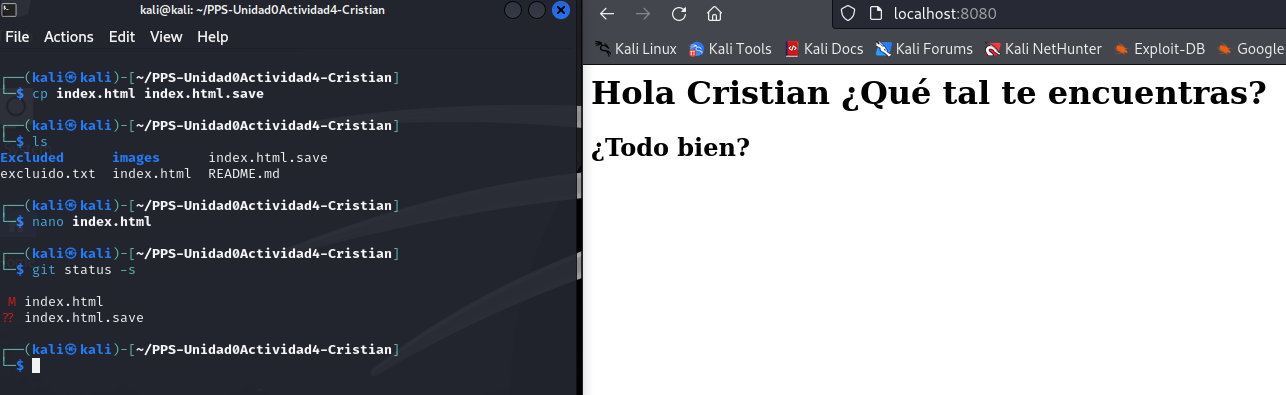 kali@kali: ~/PPS-Unidad0Actividad4-Cristian
File Actions Edit View Help
┌──(kali㉿kali)-[~/PPS-Unidad0Actividad4-Cristian]
└─$ cp index.html index.html.save
┌──(kali㉿kali)-[~/PPS-Unidad0Actividad4-Cristian]
└─$ ls
Excluded images index.html.save
excluido.txt index.html README.md
┌──(kali㉿kali)-[~/PPS-Unidad0Actividad4-Cristian]
└─$ nano index.html
┌──(kali㉿kali)-[~/PPS-Unidad0Actividad4-Cristian]
└─$ git status -s
M index.html
?? index.html.save
┌──(kali㉿kali)-[~/PPS-Unidad0Actividad4-Cristian]
└─$
localhost:8080
Kali Linux Kali Tools Kali Docs Kali Forums Kali NetHunter Exploit-DB Google
Hola Cristian ¿Qué tal te encuentras?
¿Todo bien?